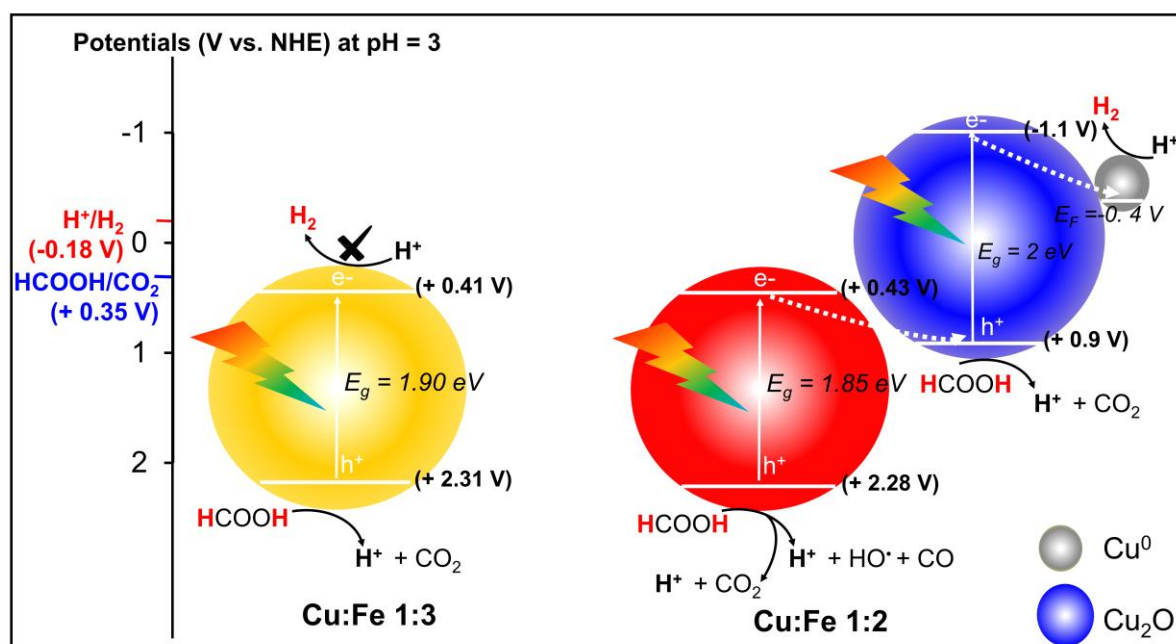 Potentials (V vs. NHE) at pH = 3
-1
0
1
2
H⁺/H₂
(-0.18 V)
HCOOH/CO₂
(+ 0.35 V)
H₂
H⁺
e-
(+ 0.41 V)
E_g = 1.90 eV
h⁺
(+ 2.31 V)
HCOOH
H⁺ + CO₂
Cu:Fe 1:3
e-
(+ 0.43 V)
E_g = 1.85 eV
h⁺
(+ 2.28 V)
HCOOH
H⁺ + HO• + CO
H⁺ + CO₂
Cu:Fe 1:2
H₂
H⁺
e-
(-1.1 V)
E_F =-0. 4 V
E_g = 2 eV
h⁺
(+ 0.9 V)
HCOOH
H⁺ + CO₂
Cu⁰
Cu₂O